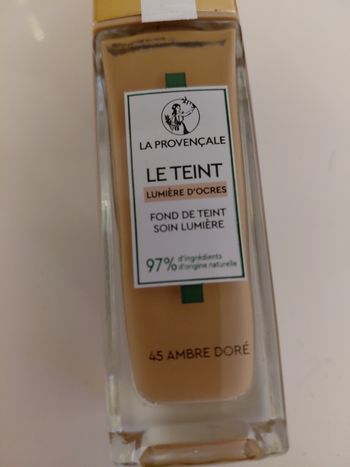 LA PROVENÇALE
LE TEINT
LUMIÈRE D'OCRES
FOND DE TEINT
SOIN LUMIÈRE
97% d'ingrédients
d'origine naturelle
45 AMBRE DORÉ